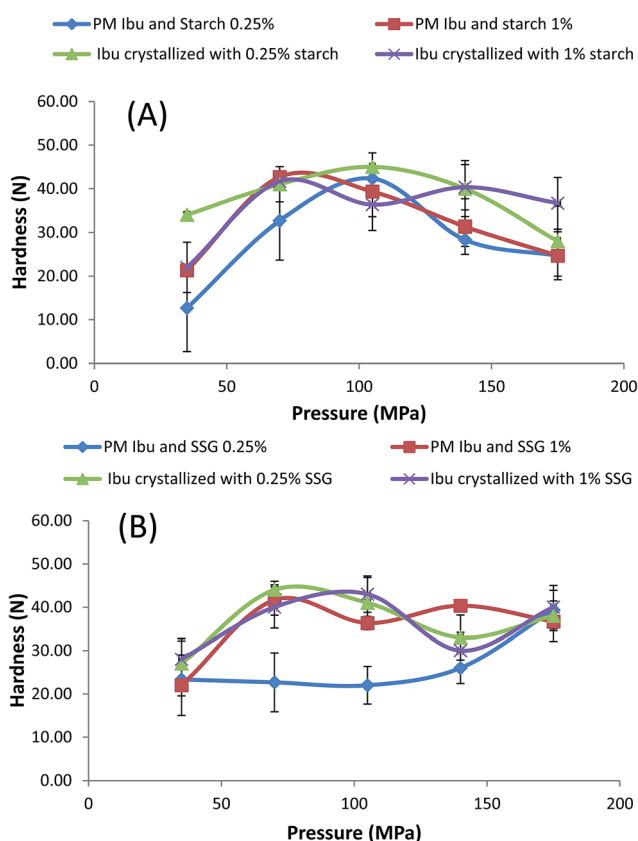 PM Ibu and Starch 0.25% PM Ibu and starch 1%
Ibu crystallized with 0.25% starch Ibu crystallized with 1% starch
(A)
60.00
50.00
40.00
30.00
20.00
10.00
0.00
Hardness (N)
0 50 100 150 200
Pressure (MPa)
PM Ibu and SSG 0.25% PM Ibu and SSG 1%
Ibu crystallized with 0.25% SSG Ibu crystallized with 1% SSG
(B)
60.00
50.00
40.00
30.00
20.00
10.00
0.00
Hardness (N)
0 50 100 150 200
Pressure (MPa)